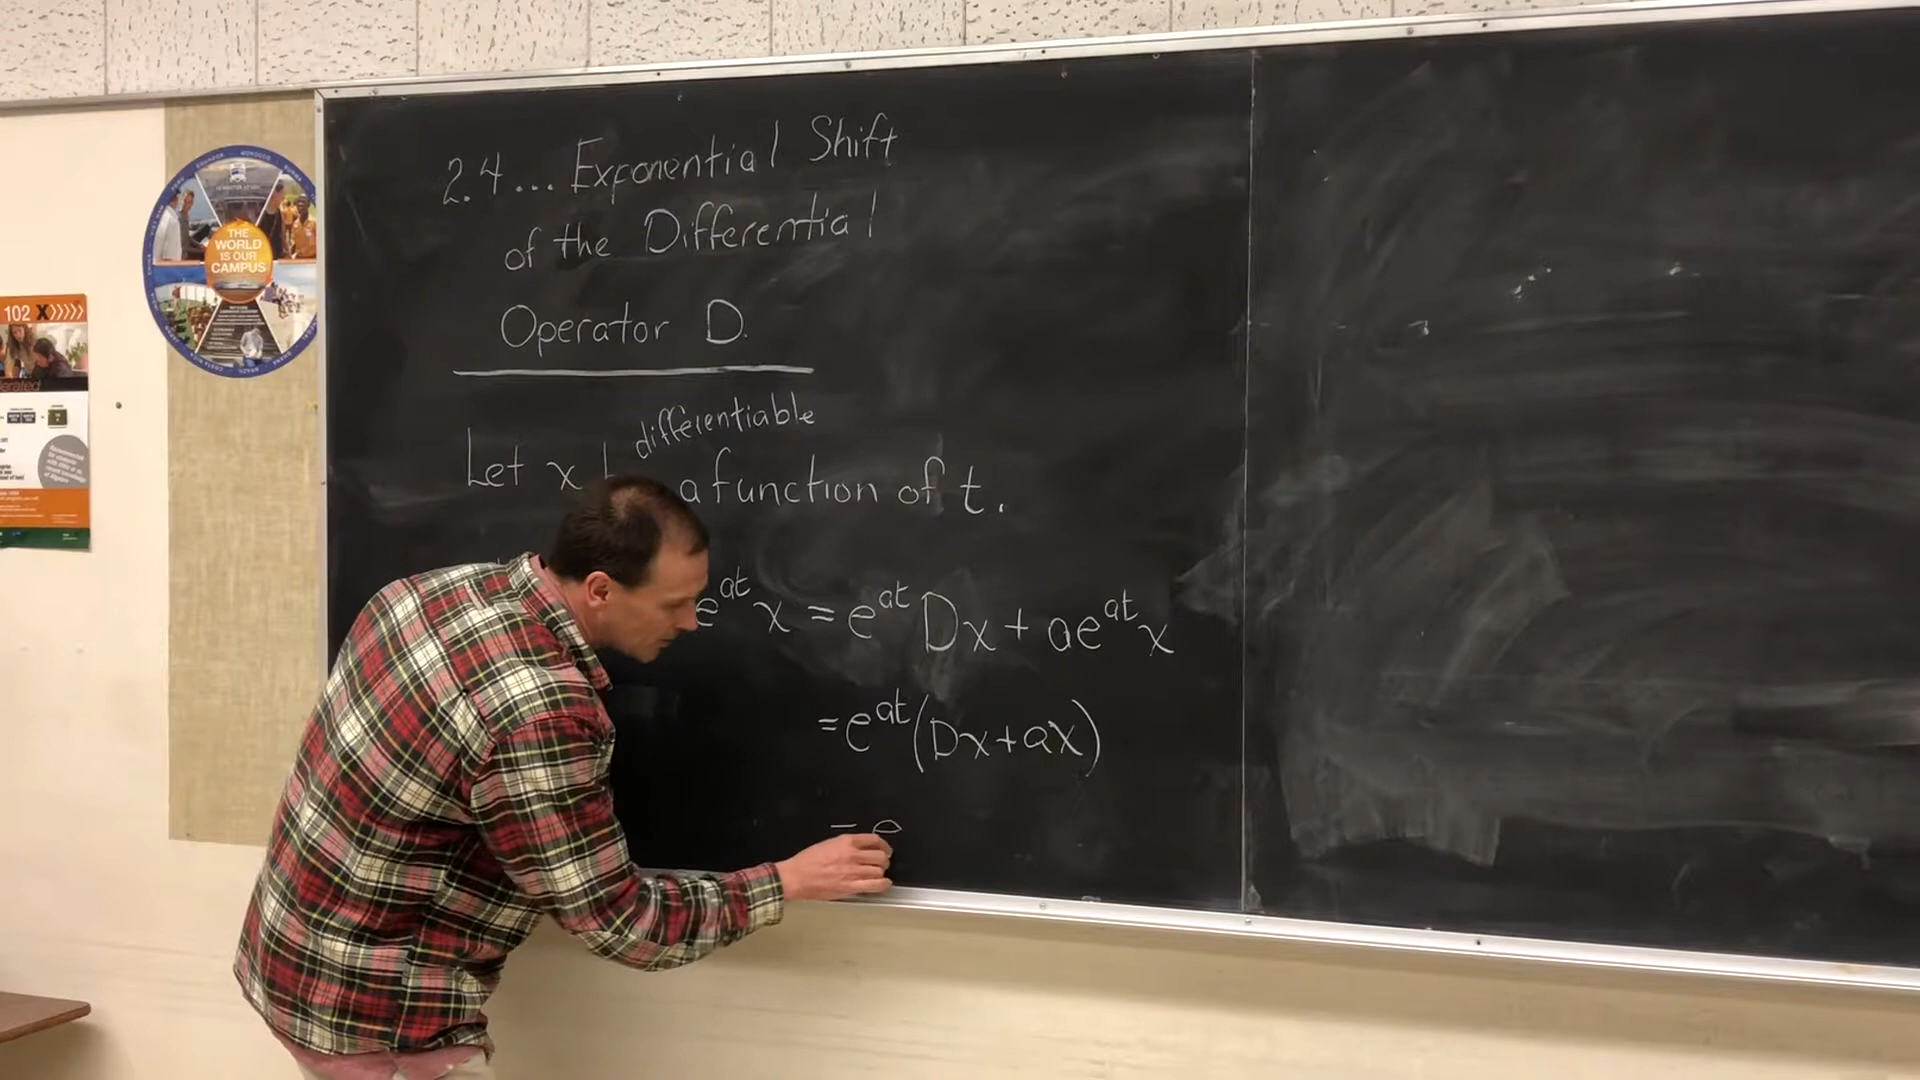 2.4... Exponential Shift
of the Differential
Operator D.
differentiable
Let x a function of t.
e^{at} x = e^{at} Dx + ae^{at} x
= e^{at} (Dx + ax)
= e
THE
WORLD
IS OUR
CAMPUS
102 X